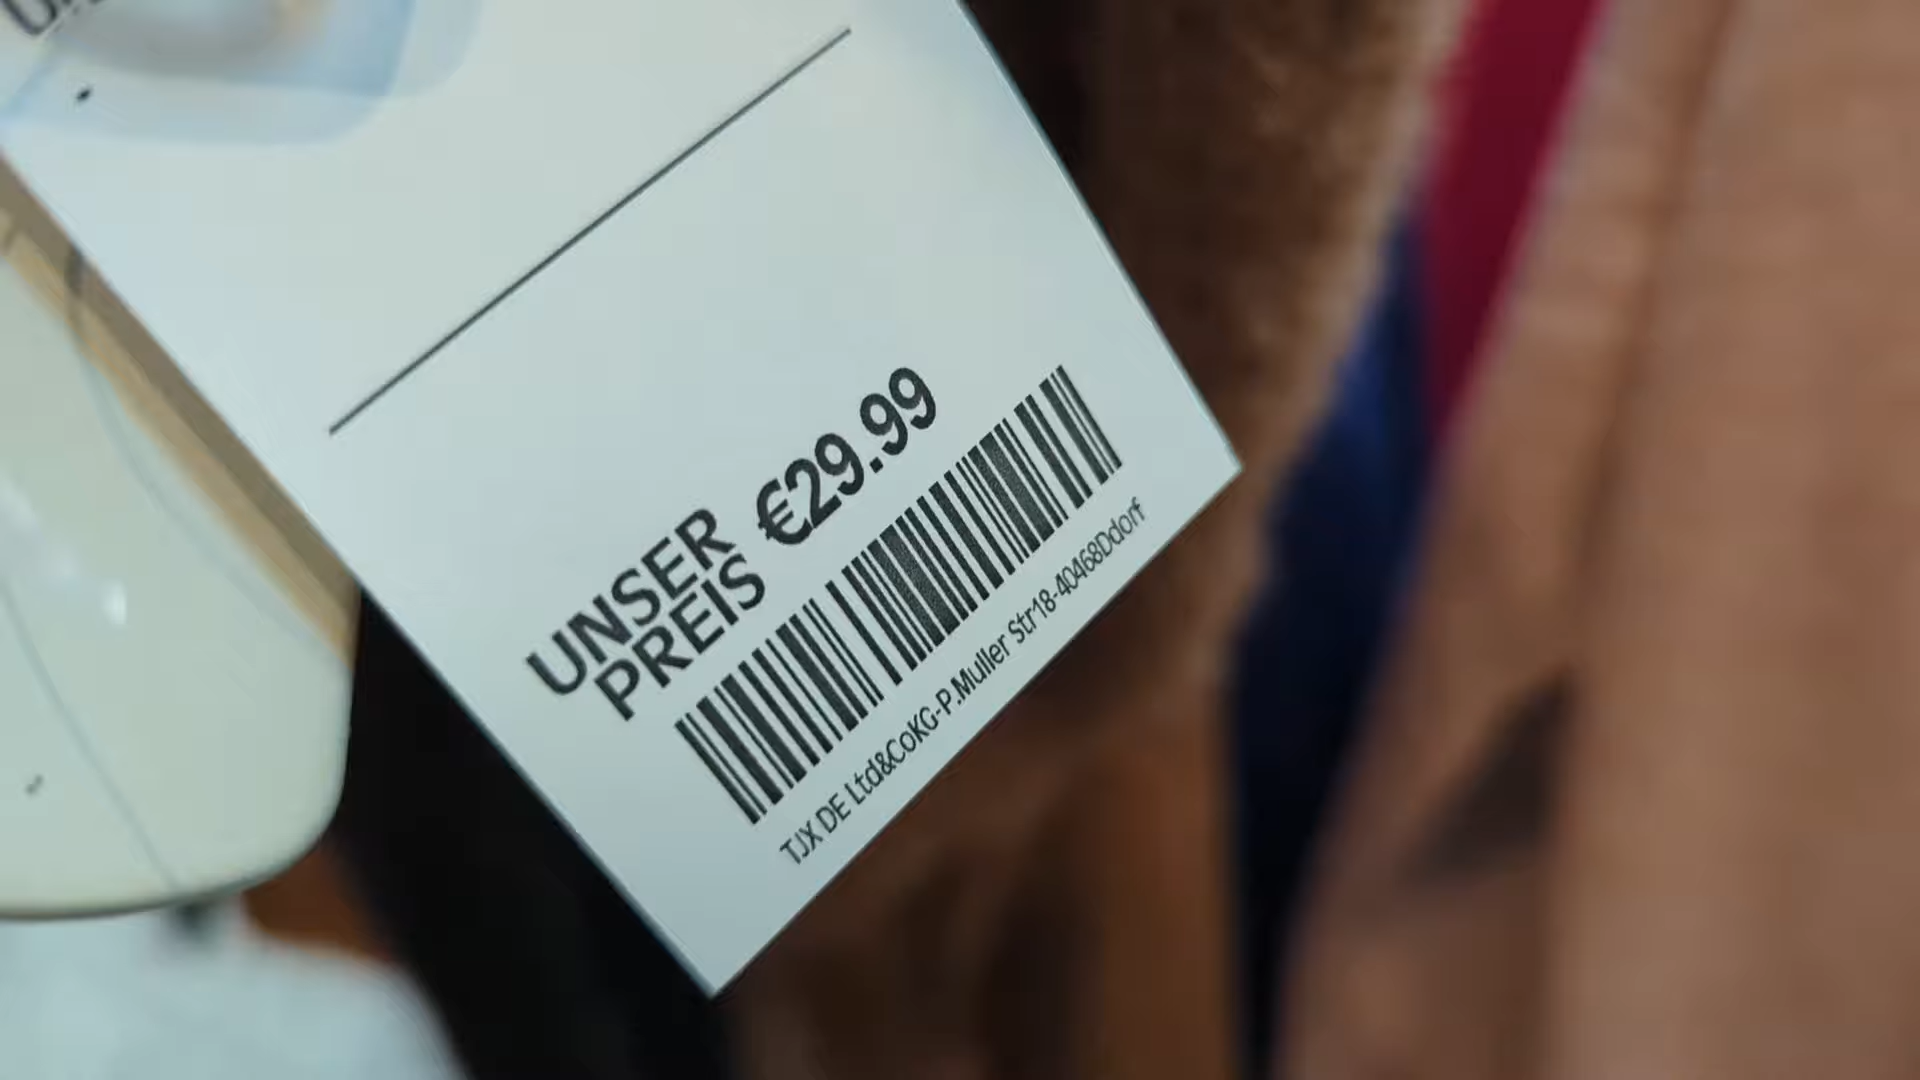 UNSER
PREIS
€29.99
TJX DE Ltd&CoKG-P.Muller Str18-40468Ddorf